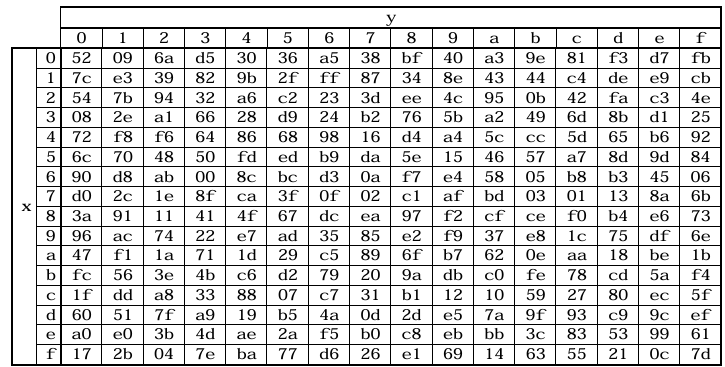 y
0 1 2 3 4 5 6 7 8 9 a b c d e f
0 52 09 6a d5 30 36 a5 38 bf 40 a3 9e 81 f3 d7 fb
1 7c e3 39 82 9b 2f ff 87 34 8e 43 44 c4 de e9 cb
2 54 7b 94 32 a6 c2 23 3d ee 4c 95 0b 42 fa c3 4e
3 08 2e a1 66 28 d9 24 b2 76 5b a2 49 6d 8b d1 25
4 72 f8 f6 64 86 68 98 16 d4 a4 5c cc 5d 65 b6 92
5 6c 70 48 50 fd ed b9 da 5e 15 46 57 a7 8d 9d 84
6 90 d8 ab 00 8c bc d3 0a f7 e4 58 05 b8 b3 45 06
7 d0 2c 1e 8f ca 3f 0f 02 c1 af bd 03 01 13 8a 6b
x 8 3a 91 11 41 4f 67 dc ea 97 f2 cf ce f0 b4 e6 73
9 96 ac 74 22 e7 ad 35 85 e2 f9 37 e8 1c 75 df 6e
a 47 f1 1a 71 1d 29 c5 89 6f b7 62 0e aa 18 be 1b
b fc 56 3e 4b c6 d2 79 20 9a db c0 fe 78 cd 5a f4
c 1f dd a8 33 88 07 c7 31 b1 12 10 59 27 80 ec 5f
d 60 51 7f a9 19 b5 4a 0d 2d e5 7a 9f 93 c9 9c ef
e a0 e0 3b 4d ae 2a f5 b0 c8 eb bb 3c 83 53 99 61
f 17 2b 04 7e ba 77 d6 26 e1 69 14 63 55 21 0c 7d